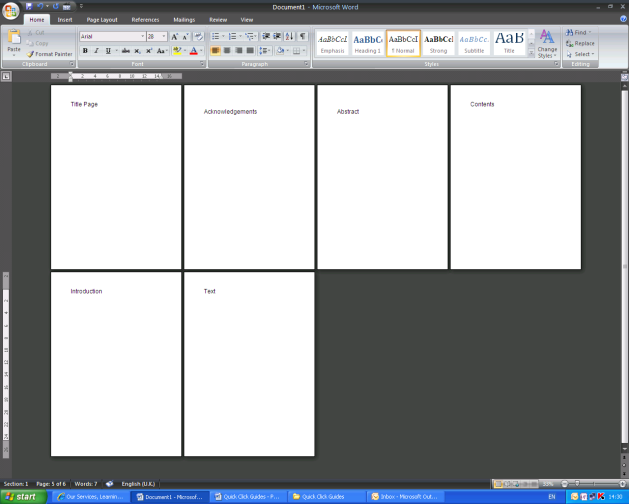 Document1 - Microsoft Word
Home Insert Page Layout References Mailings Review View
Paste
Cut
Copy
Format Painter
Clipboard
Arial 28
Font
Paragraph
AaBbCcI AaBbC AaBbCcI AaBbCc AaBbCc AaB
Emphasis Heading 1 ¶ Normal Strong Subtitle Title
Change Styles
Styles
Find
Replace
Select
Editing
Title Page
Acknowledgements
Abstract
Contents
Introduction
Text
Section: 1 Page: 5 of 6 Words: 7 English (U.K.)
start Our Services, Learnin... Document1 - Microsof... Quick Click Guides - P... Quick Click Guides Inbox - Microsoft Out... EN 14:30